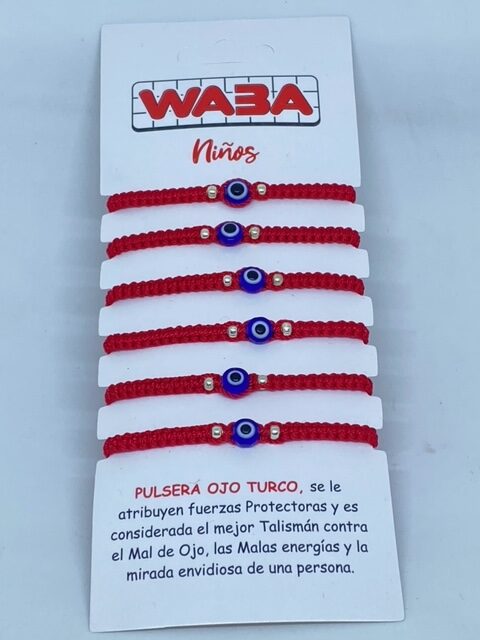 WABA
Niños
PULSERA OJO TURCO, se le
atribuyen fuerzas Protectoras y es
considerada el mejor Talismán contra
el Mal de Ojo, las Malas energías y la
mirada envidiosa de una persona.